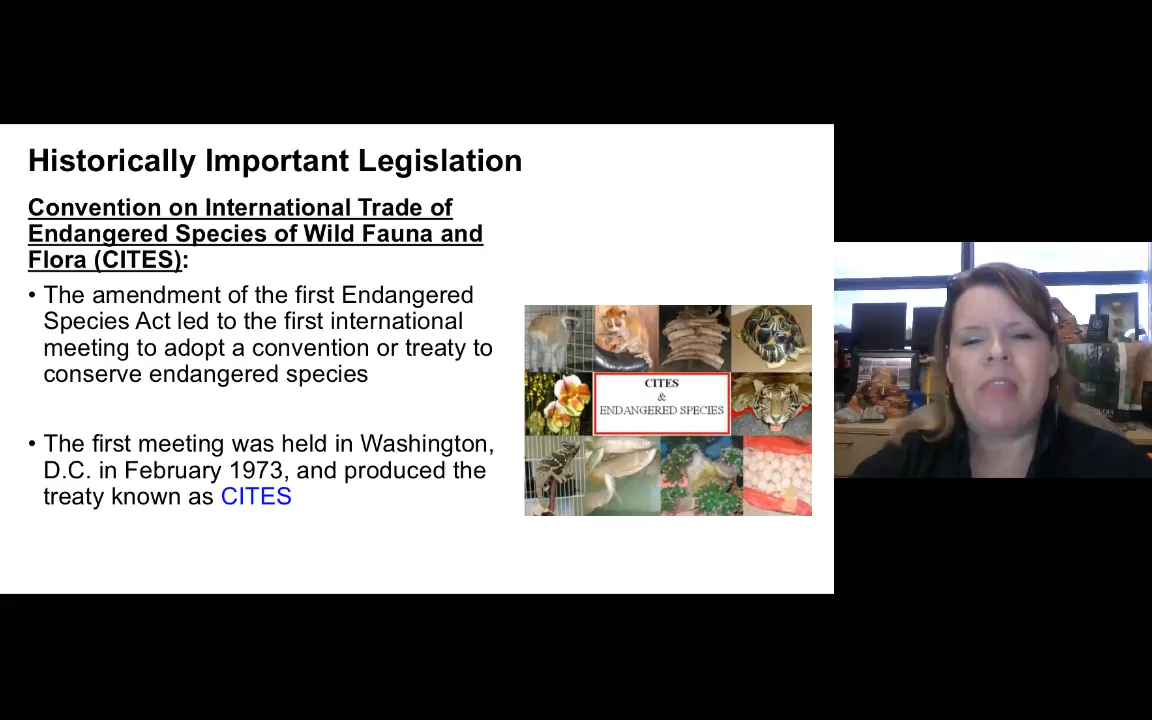 Historically Important Legislation
Convention on International Trade of
Endangered Species of Wild Fauna and
Flora (CITES):
• The amendment of the first Endangered
Species Act led to the first international
meeting to adopt a convention or treaty to
conserve endangered species
• The first meeting was held in Washington,
D.C. in February 1973, and produced the
treaty known as CITES
CITES
&
ENDANGERED SPECIES